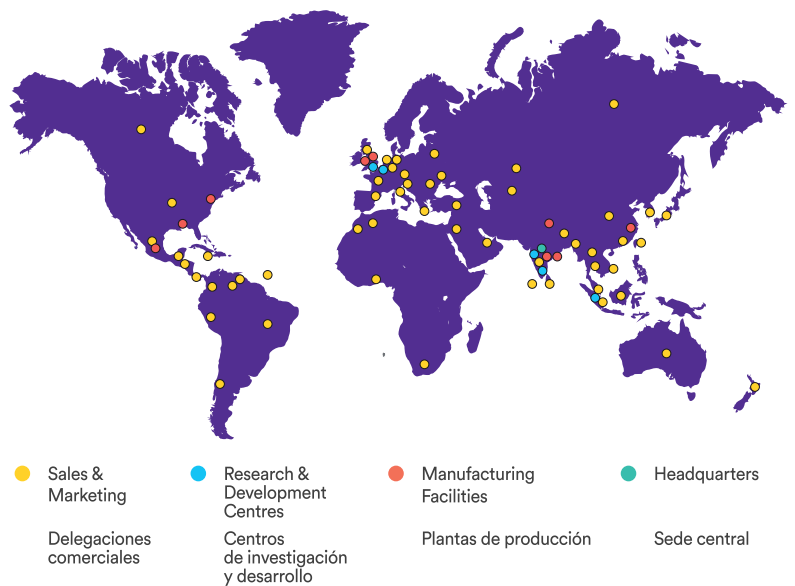 Sales &
Marketing
Delegaciones
comerciales
Research &
Development
Centres
Centros
de investigación
y desarrollo
Manufacturing
Facilities
Plantas de producción
Headquarters
Sede central